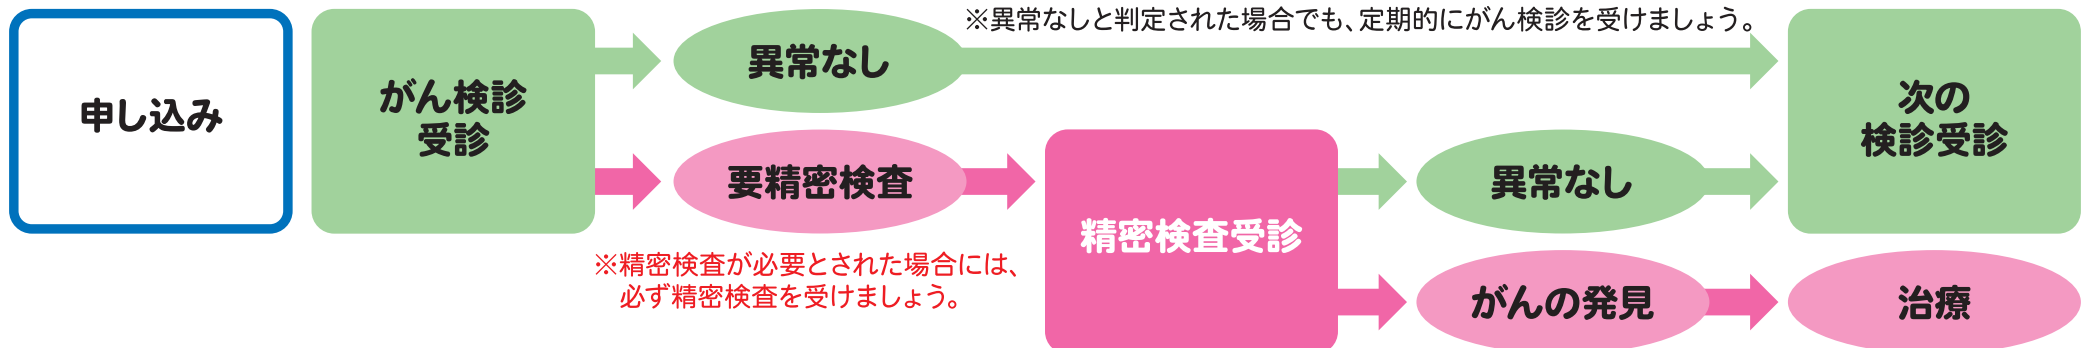 ※異常なしと判定された場合でも、定期的にがん検診を受けましょう。
申し込み
がん検診
受診
異常なし
次の
検診受診
要精密検査
精密検査受診
異常なし
※精密検査が必要とされた場合には、
必ず精密検査を受けましょう。
がんの発見
治療